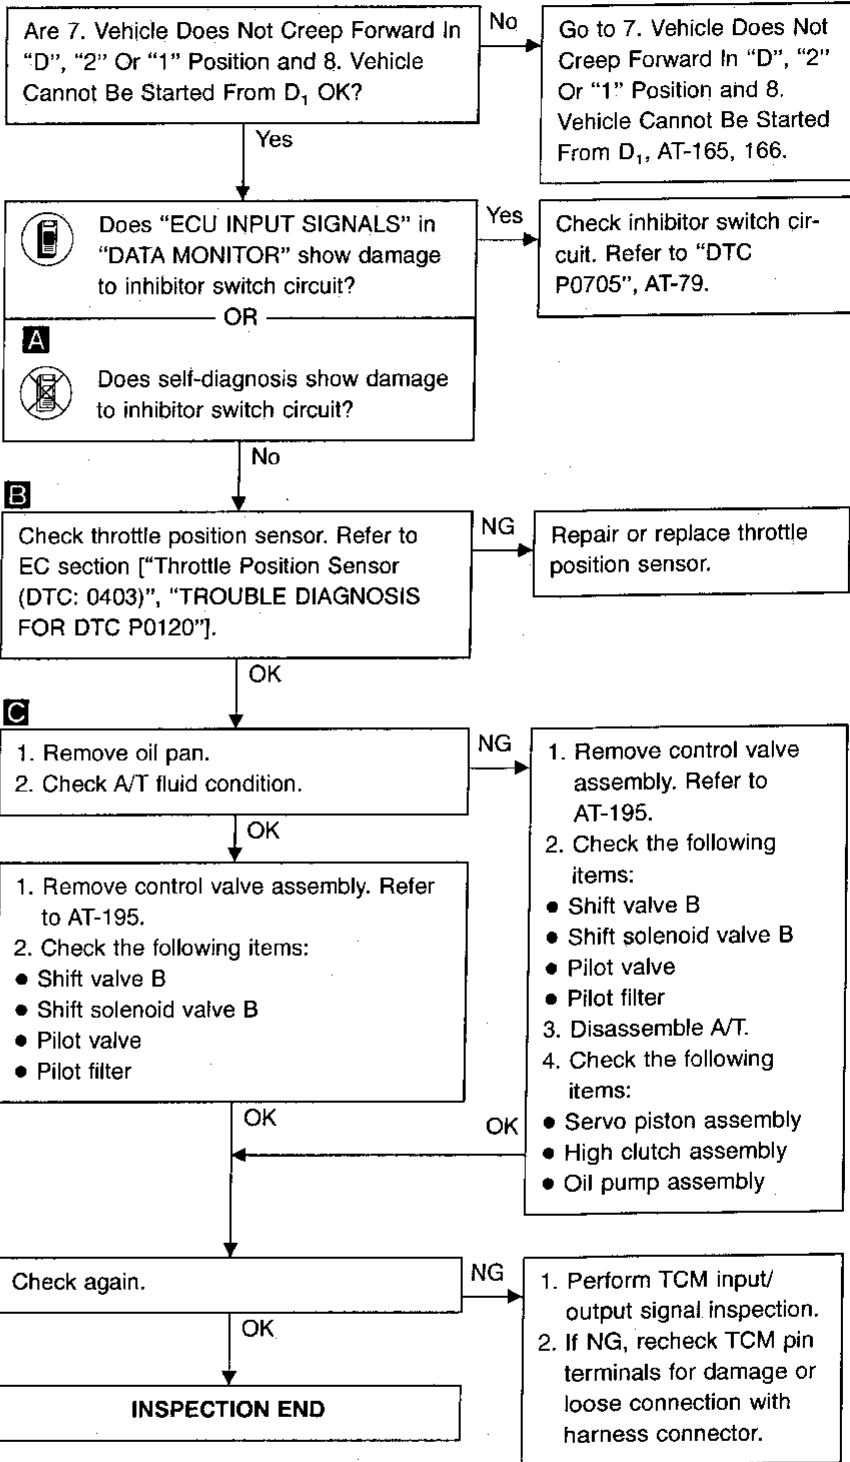 Are 7. Vehicle Does Not Creep Forward In
"D", "2" Or "1" Position and 8. Vehicle
Cannot Be Started From D₁ OK?
No
Go to 7. Vehicle Does Not
Creep Forward In "D", "2"
Or "1" Position and 8.
Vehicle Cannot Be Started
From D₁, AT-165, 166.
Yes
Does "ECU INPUT SIGNALS" in
"DATA MONITOR" show damage
to inhibitor switch circuit?
Yes
Check inhibitor switch cir-
cuit. Refer to "DTC
P0705", AT-79.
OR
A
Does self-diagnosis show damage
to inhibitor switch circuit?
No
B
Check throttle position sensor. Refer to
EC section ["Throttle Position Sensor
(DTC: 0403)", "TROUBLE DIAGNOSIS
FOR DTC P0120"].
NG
Repair or replace throttle
position sensor.
OK
C
1. Remove oil pan.
2. Check A/T fluid condition.
NG
1. Remove control valve
assembly. Refer to
AT-195.
2. Check the following
items:
● Shift valve B
● Shift solenoid valve B
● Pilot valve
● Pilot filter
3. Disassemble A/T.
4. Check the following
items:
● Servo piston assembly
● High clutch assembly
● Oil pump assembly
OK
1. Remove control valve assembly. Refer
to AT-195.
2. Check the following items:
● Shift valve B
● Shift solenoid valve B
● Pilot valve
● Pilot filter
OK
OK
Check again.
NG
1. Perform TCM input/
output signal inspection.
2. If NG, recheck TCM pin
terminals for damage or
loose connection with
harness connector.
OK
INSPECTION END